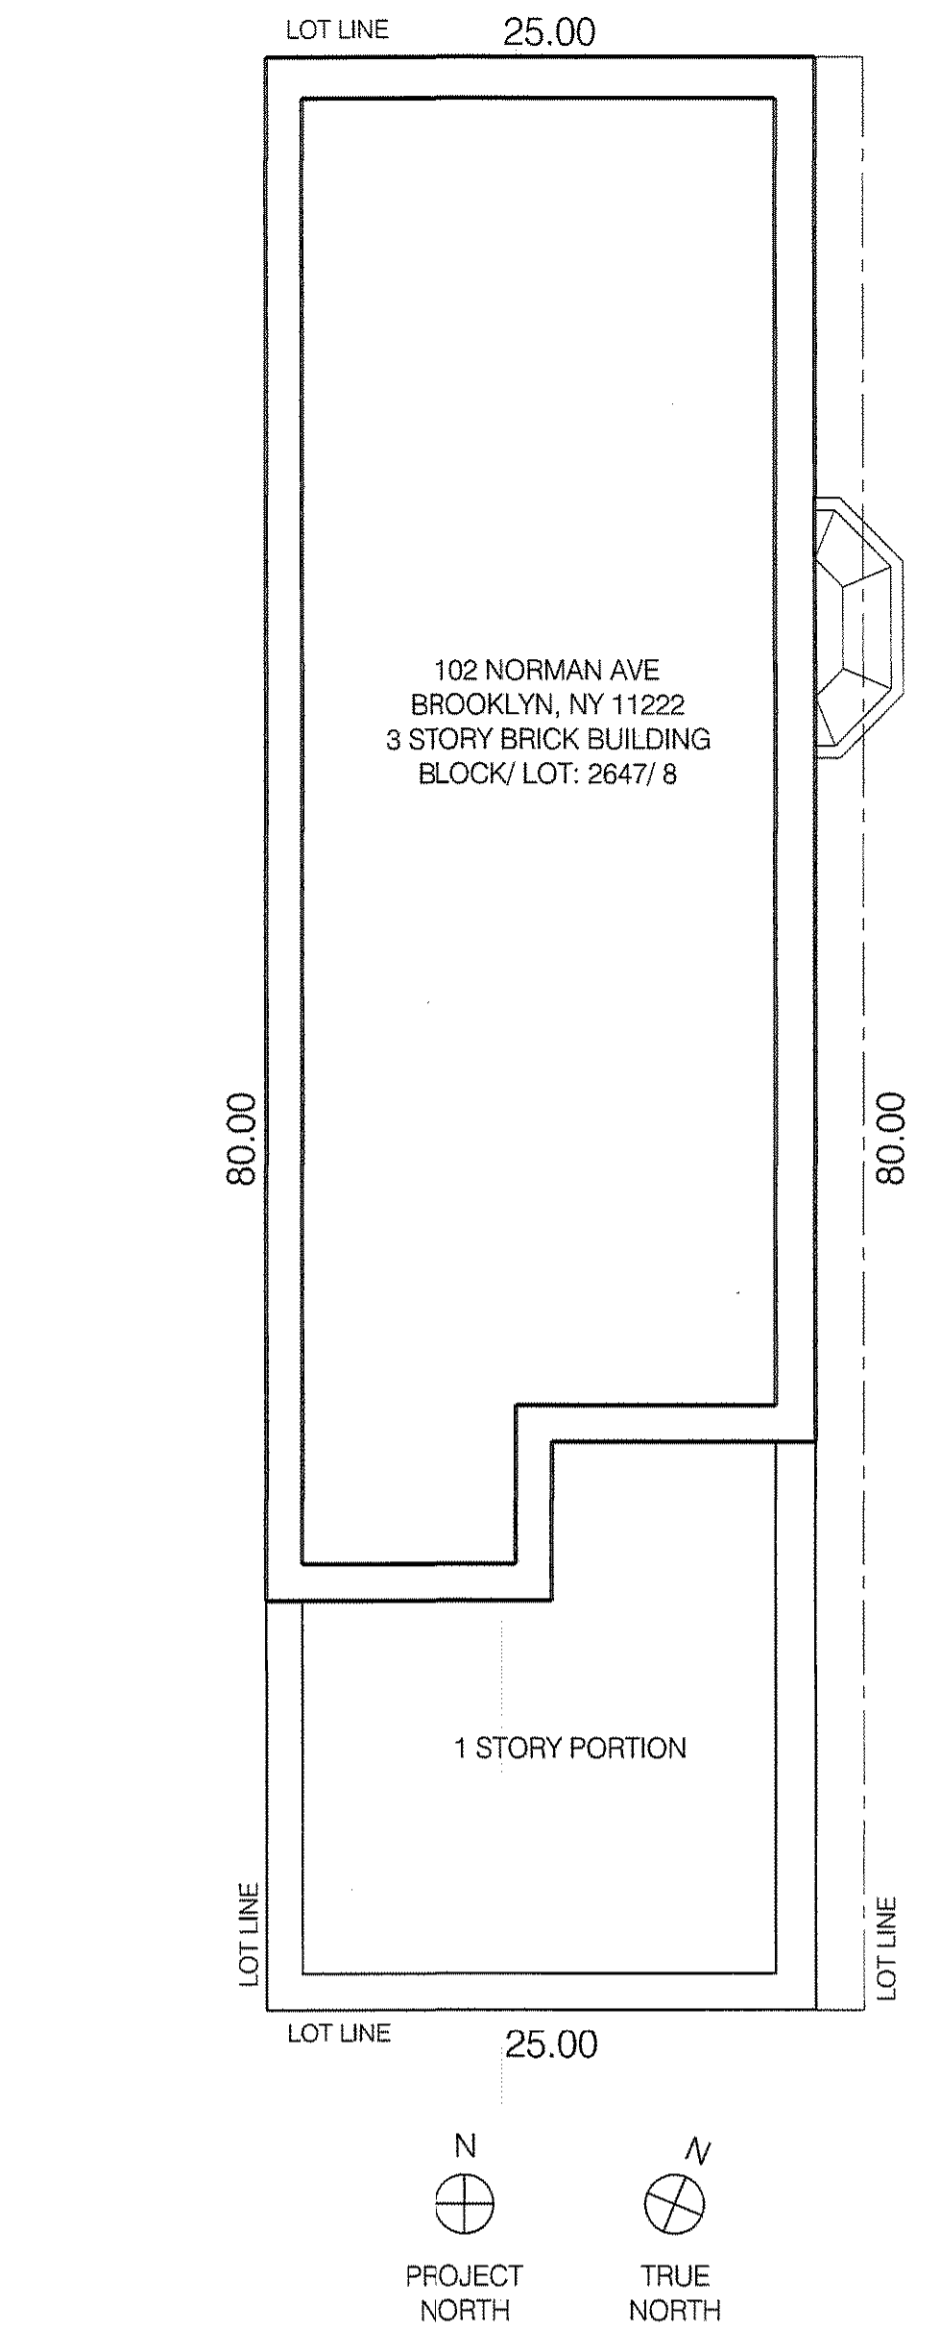 LOT LINE
25.00
102 NORMAN AVE
BROOKLYN, NY 11222
3 STORY BRICK BUILDING
BLOCK/ LOT: 2647/ 8
80.00
80.00
1 STORY PORTION
LOT LINE
LOT LINE
LOT LINE
25.00
N
N
PROJECT
NORTH
TRUE
NORTH